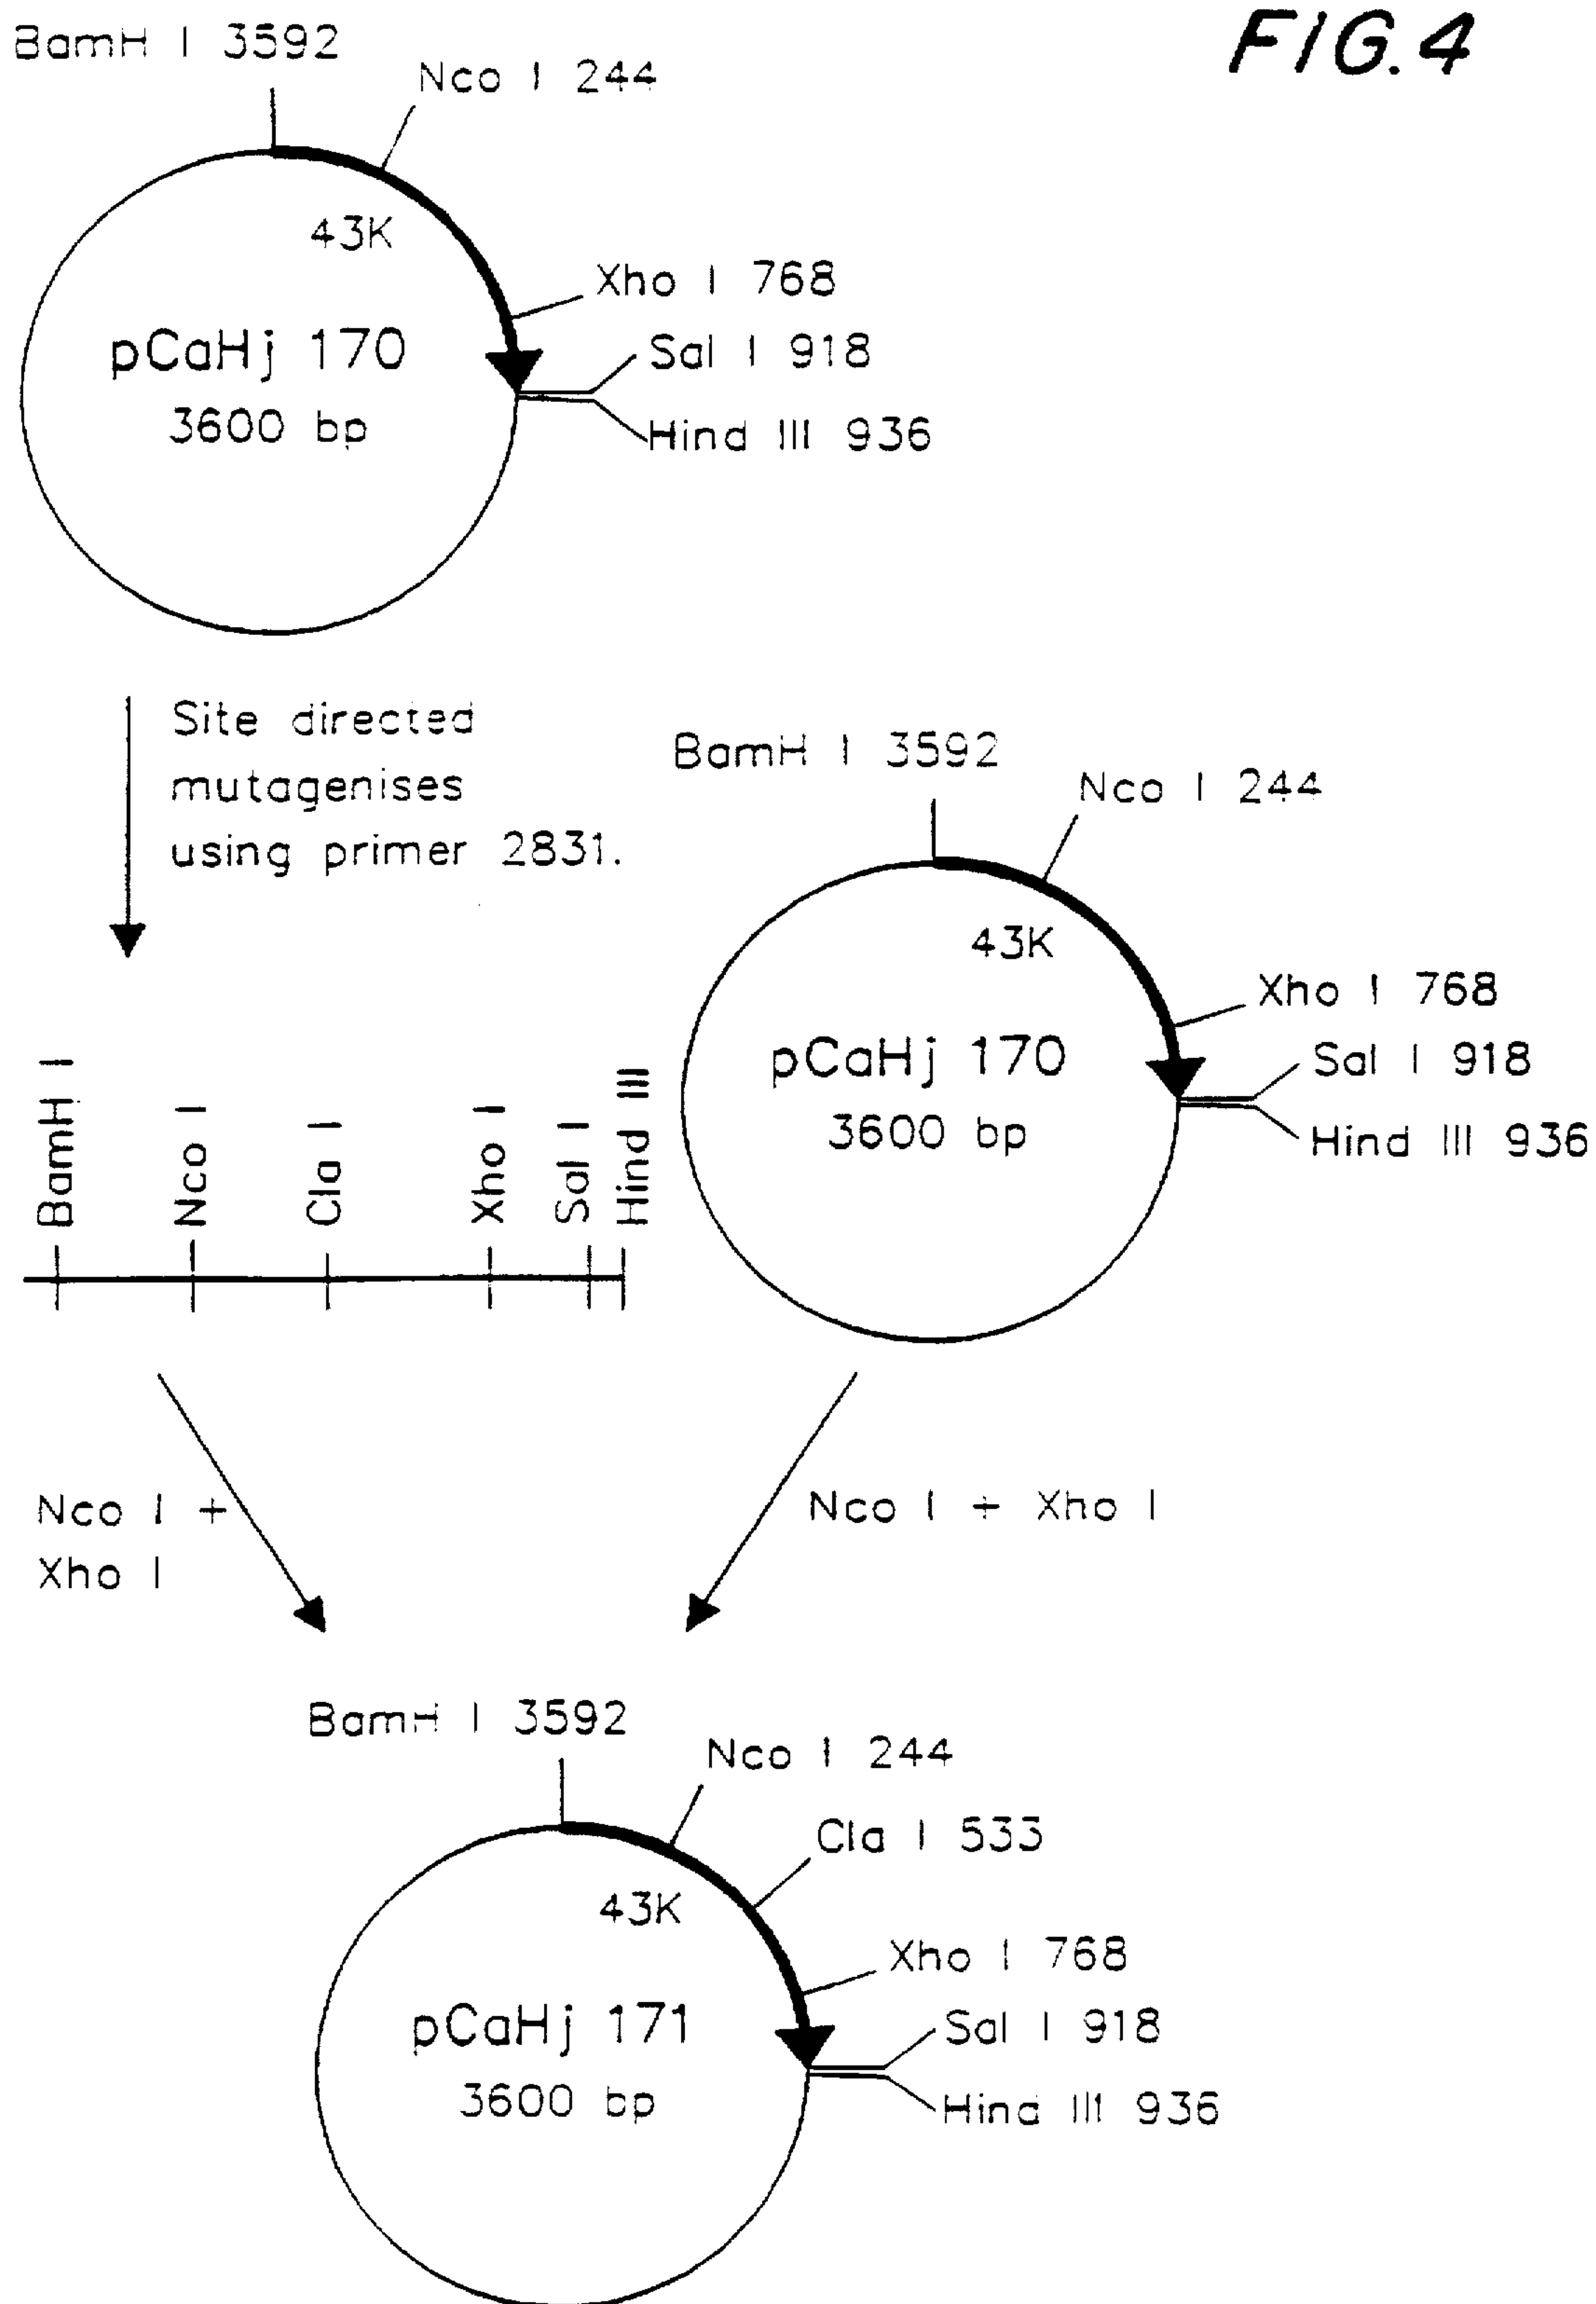 FIG.4
BamH I 3592
Nco I 244
43K
Xho I 768
pCaHj 170
3600 bp
Sal I 918
Hind III 936
Site directed
mutagenises
using primer 2831.
BamH I
Nco I
Cla I
Xho I
Sal I
Hind III
BamH I 3592
Nco I 244
43K
Xho I 768
pCaHj 170
3600 bp
Sal I 918
Hind III 936
Nco I +
Xho I
Nco I + Xho I
BamH I 3592
Nco I 244
Cla I 533
43K
Xho I 768
pCaHj 171
3600 bp
Sal I 918
Hind III 936